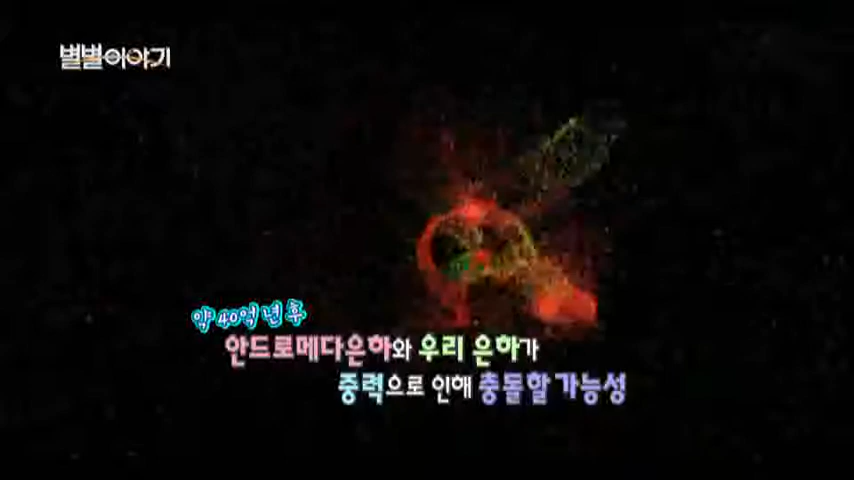 별별이야기
약 40억 년 후
안드로메다은하와 우리 은하가
중력으로 인해 충돌할 가능성